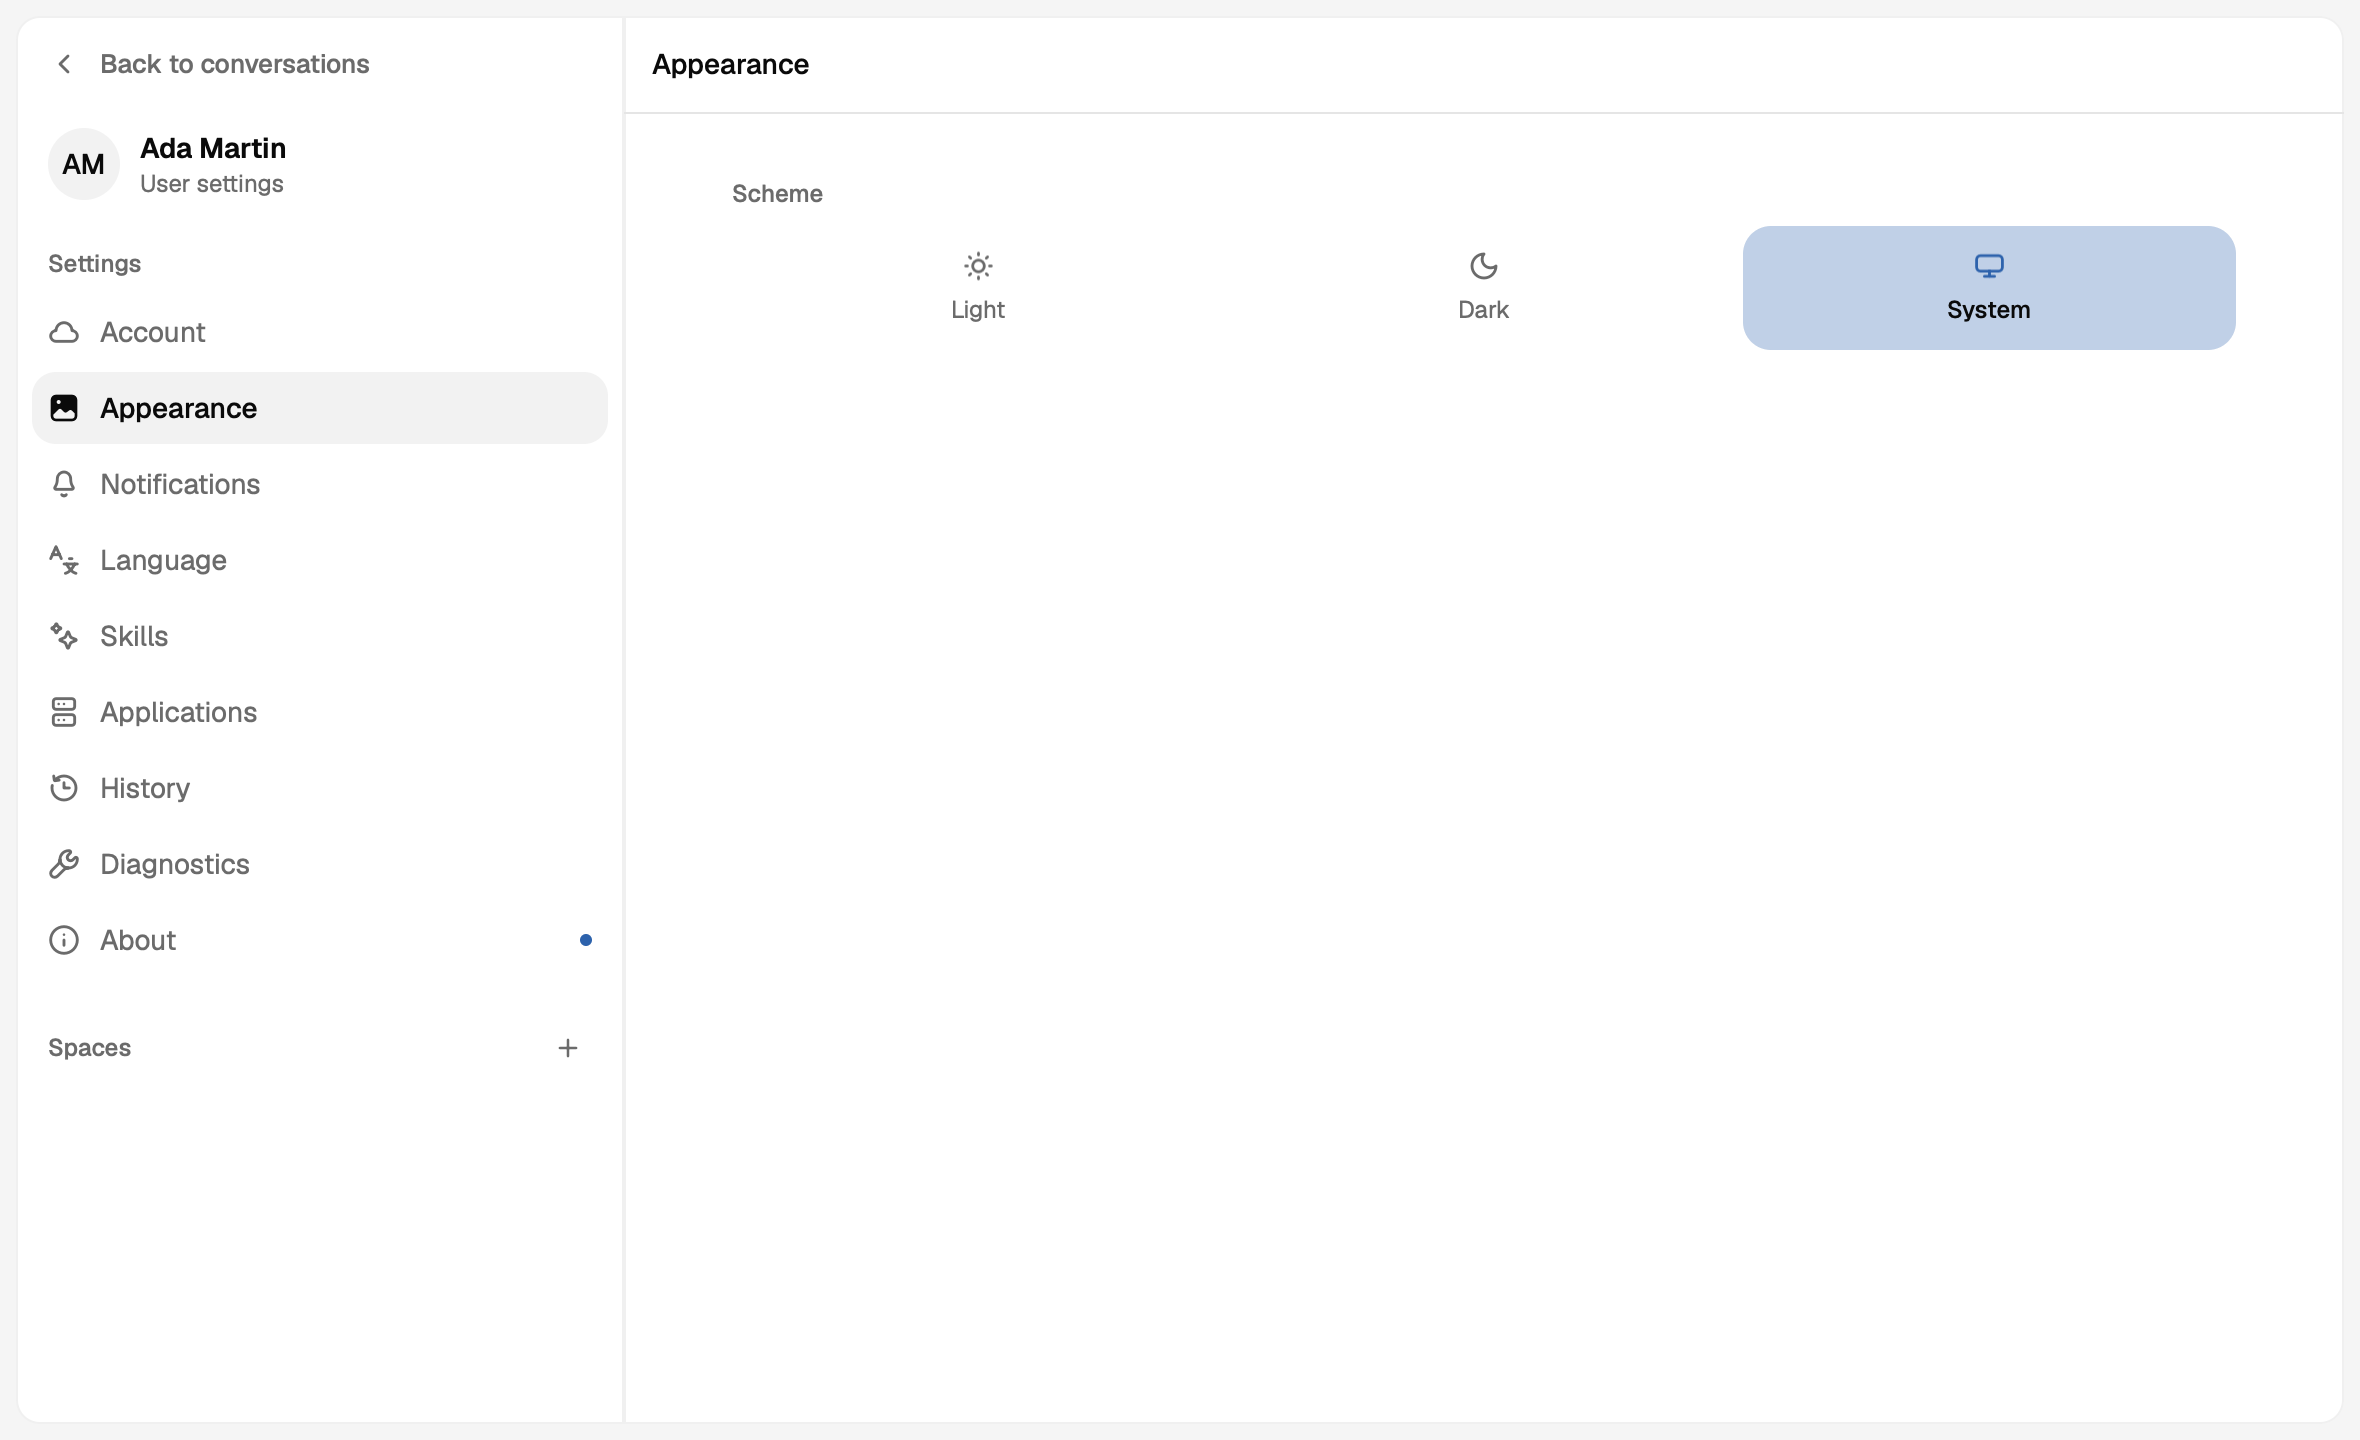 Back to conversations
AM
Ada Martin
User settings
Settings
Account
Appearance
Notifications
Language
Skills
Applications
History
Diagnostics
About
Spaces
Appearance
Scheme
Light
Dark
System